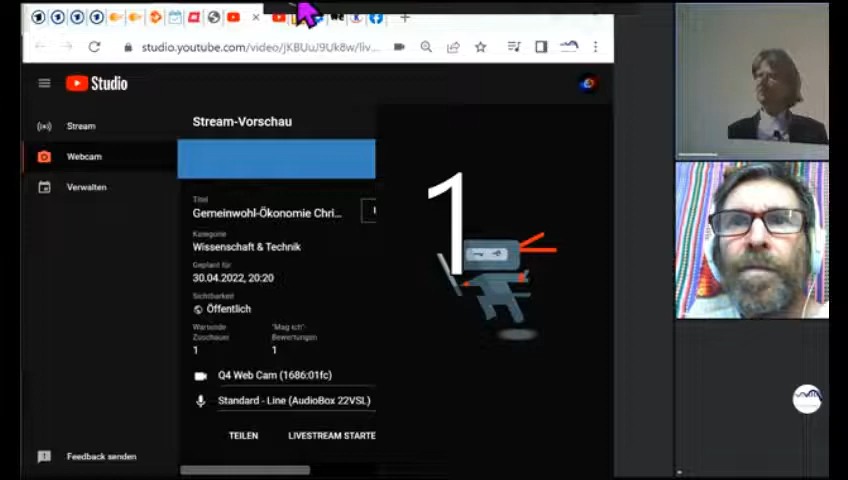 studio.youtube.com/video/jKBUuJ9Uk8w/liv...
Studio
Stream-Vorschau
Stream
Webcam
Verwalten
Titel
Gemeinwohl-Ökonomie Chri...
Kategorie
Wissenschaft & Technik
Geplant für
30.04.2022, 20:20
Sichtbarkeit
Öffentlich
Wartende
Zuschauer
"Mag ich"-
Bewertungen
1
1
Q4 Web Cam (1686:01fc)
Standard - Line (AudioBox 22VSL)
TEILEN
LIVESTREAM STARTE
Feedback senden
1